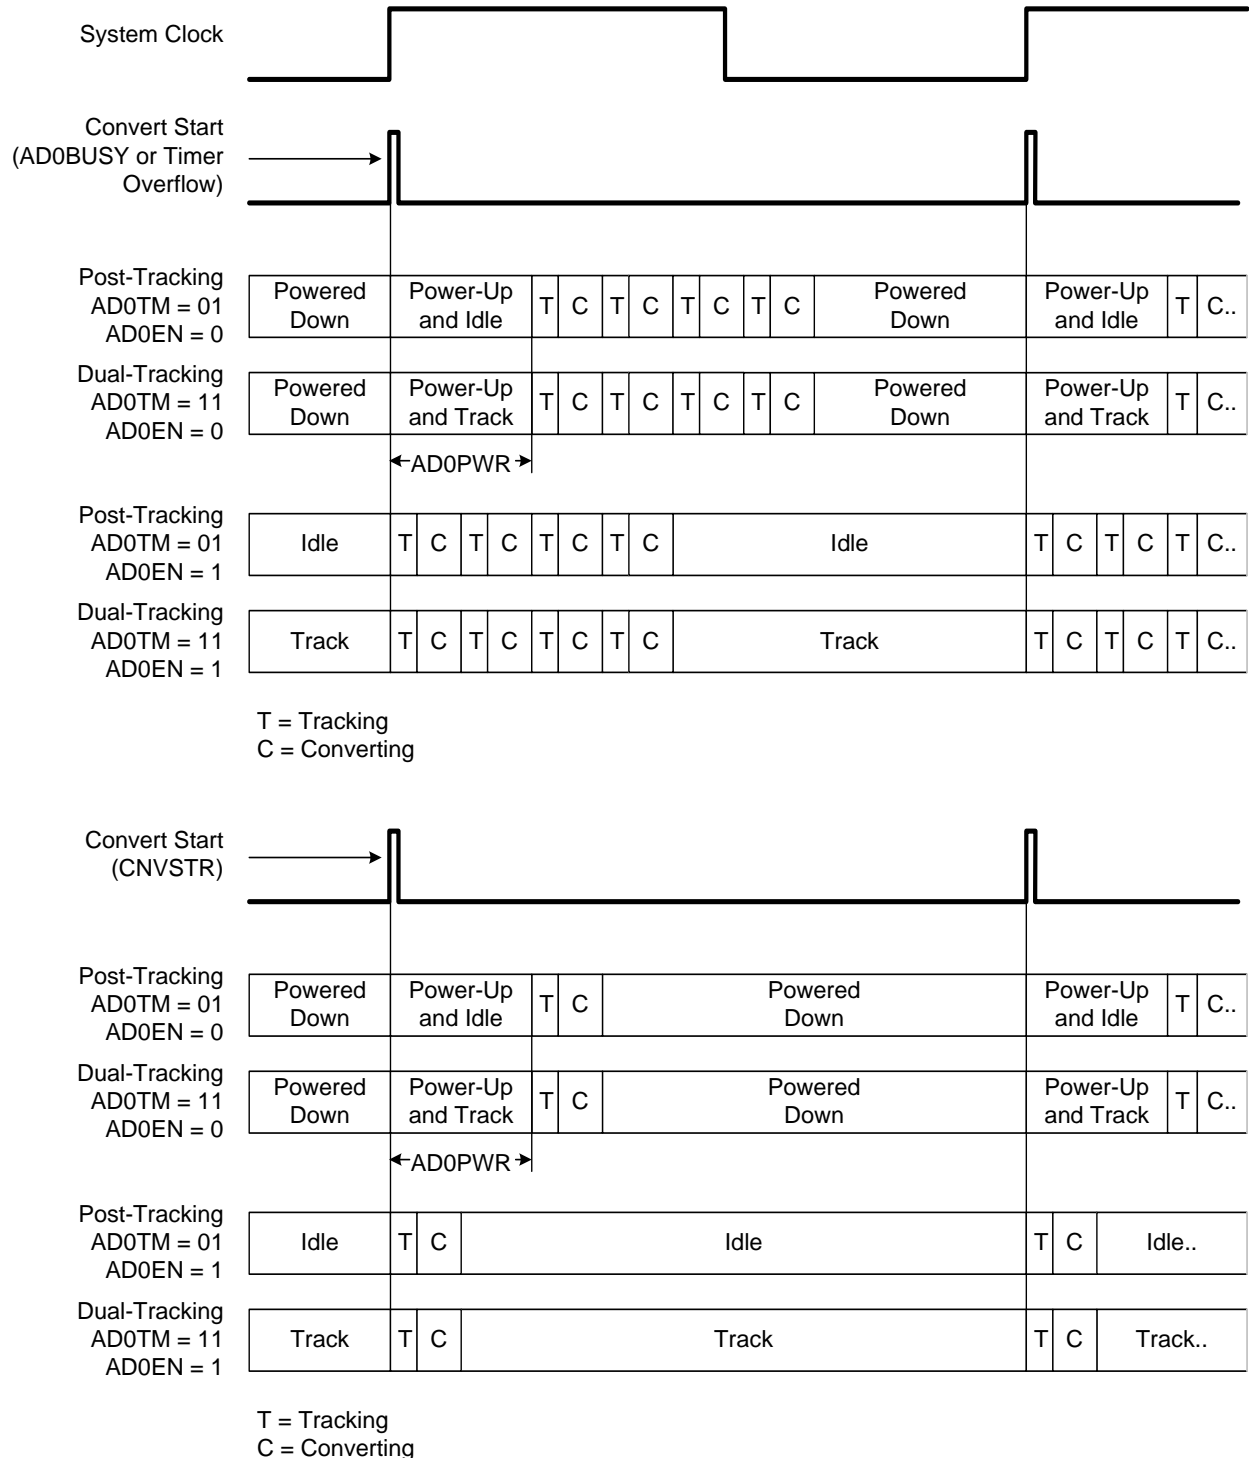 System Clock
Convert Start
(AD0BUSY or Timer
Overflow)
Post-Tracking
AD0TM = 01
AD0EN = 0
Powered
Down
Power-Up
and Idle
T C T C T C T C
Powered
Down
Power-Up
and Idle
T C..
Dual-Tracking
AD0TM = 11
AD0EN = 0
Powered
Down
Power-Up
and Track
T C T C T C T C
Powered
Down
Power-Up
and Track
T C..
AD0PWR
Post-Tracking
AD0TM = 01
AD0EN = 1
Idle T C T C T C T C Idle T C T C T C..
Dual-Tracking
AD0TM = 11
AD0EN = 1
Track T C T C T C T C Track T C T C T C..
T = Tracking
C = Converting
Convert Start
(CNVSTR)
Post-Tracking
AD0TM = 01
AD0EN = 0
Powered
Down
Power-Up
and Idle
T C
Powered
Down
Power-Up
and Idle
T C..
Dual-Tracking
AD0TM = 11
AD0EN = 0
Powered
Down
Power-Up
and Track
T C
Powered
Down
Power-Up
and Track
T C..
AD0PWR
Post-Tracking
AD0TM = 01
AD0EN = 1
Idle T C Idle T C Idle..
Dual-Tracking
AD0TM = 11
AD0EN = 1
Track T C Track T C Track..
T = Tracking
C = Converting